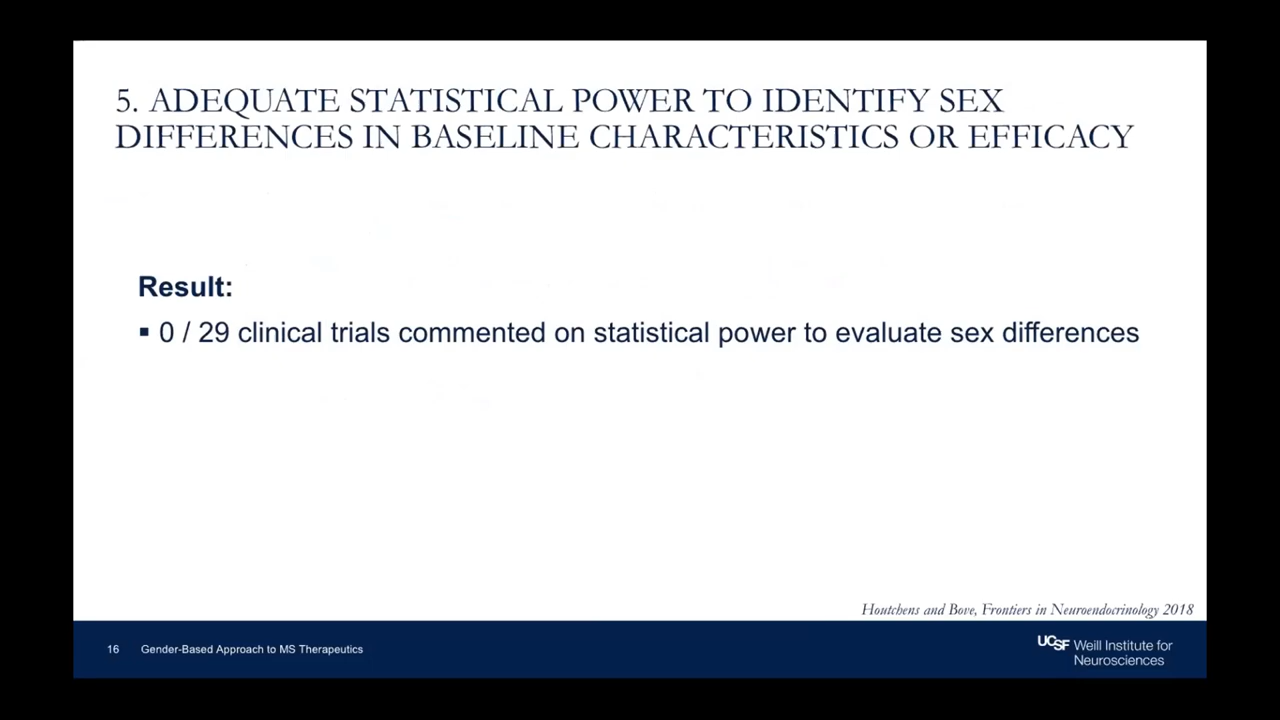 5. ADEQUATE STATISTICAL POWER TO IDENTIFY SEX
DIFFERENCES IN BASELINE CHARACTERISTICS OR EFFICACY
Result:
▪ 0 / 29 clinical trials commented on statistical power to evaluate sex differences
Houtchens and Bove, Frontiers in Neuroendocrinology 2018
16 Gender-Based Approach to MS Therapeutics
UCSF Weill Institute for
Neurosciences